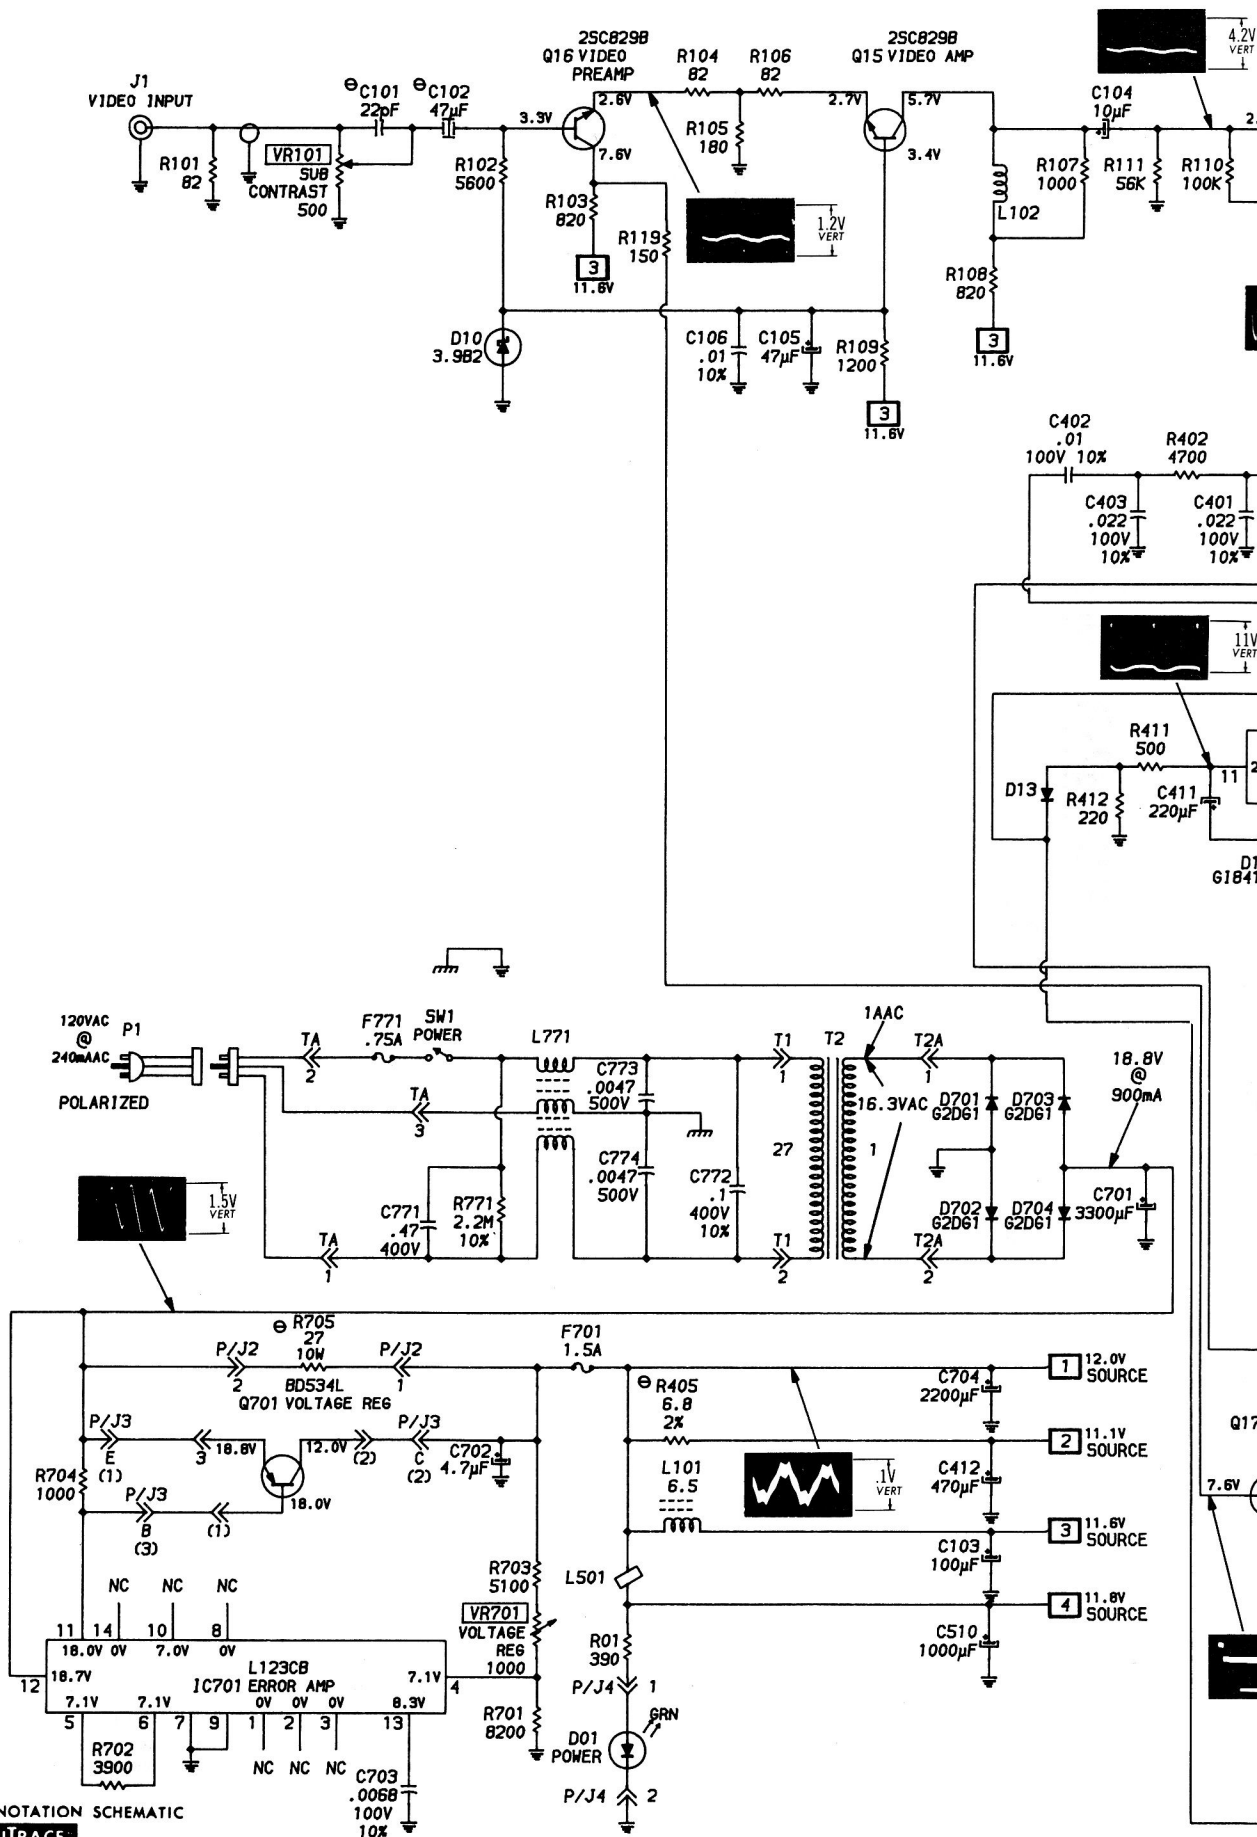 J1
VIDEO INPUT
R101
82
VR101
SUB
CONTRAST
500
⊖C101
22pF
⊖C102
47µF
R102
5600
3.3V
2SC829B
Q16 VIDEO
PREAMP
2.6V
7.6V
R103
820
3
11.6V
R119
150
R104
82
R106
82
R105
180
1.2V
VERT
2SC829B
Q15 VIDEO AMP
2.7V
5.7V
3.4V
4.2V
VERT
C104
10µF
R107
1000
R111
56K
R110
100K
L102
R108
820
3
11.6V
D10
3.9B2
C106
.01
10%
C105
47µF
R109
1200
3
11.6V
C402
.01
100V 10%
R402
4700
C403
.022
100V
10%
C401
.022
100V
10%
11V
VERT
R411
500
D13
R412
220
C411
220µF
11
2
D1
GI841
120VAC
@
240mAAC
P1
POLARIZED
TA
2
F771
.75A
SW1
POWER
L771
TA
3
TA
1
C771
.47
400V
R771
2.2M
10%
C773
.0047
500V
C774
.0047
500V
C772
.1
400V
10%
T1
1
T2
1AAC
T2A
1
16.3VAC
27
1
T1
2
T2A
2
D701
G2DG1
D703
G2DG1
D702
G2DG1
D704
G2DG1
18.8V
@
900mA
C701
3300µF
1.5V
VERT
⊖ R705
27
10W
P/J2
2
P/J2
1
BD534L
Q701 VOLTAGE REG
F701
1.5A
P/J3
E
(1)
3
18.8V
12.0V
(2)
P/J3
C
(2)
C702
4.7µF
R704
1000
P/J3
B
(3)
(1)
18.0V
⊖ R405
6.8
2%
L101
6.5
.1V
VERT
C704
2200µF
1
12.0V
SOURCE
C412
470µF
2
11.1V
SOURCE
C103
100µF
3
11.6V
SOURCE
C510
1000µF
4
11.8V
SOURCE
Q17
7.6V
R703
5100
VR701
VOLTAGE
REG
1000
R701
8200
L501
R01
390
P/J4 1
GRN
D01
POWER
P/J4 2
NC NC NC
11 14 10 8
18.0V 0V 7.0V 0V
12
18.7V
L123CB
IC701 ERROR AMP
7.1V
4
7.1V 7.1V 0V 0V 0V 8.3V
5 6 7 9 1 2 3 13
R702
3900
NC NC NC
C703
.0068
100V
10%
NOTATION SCHEMATIC